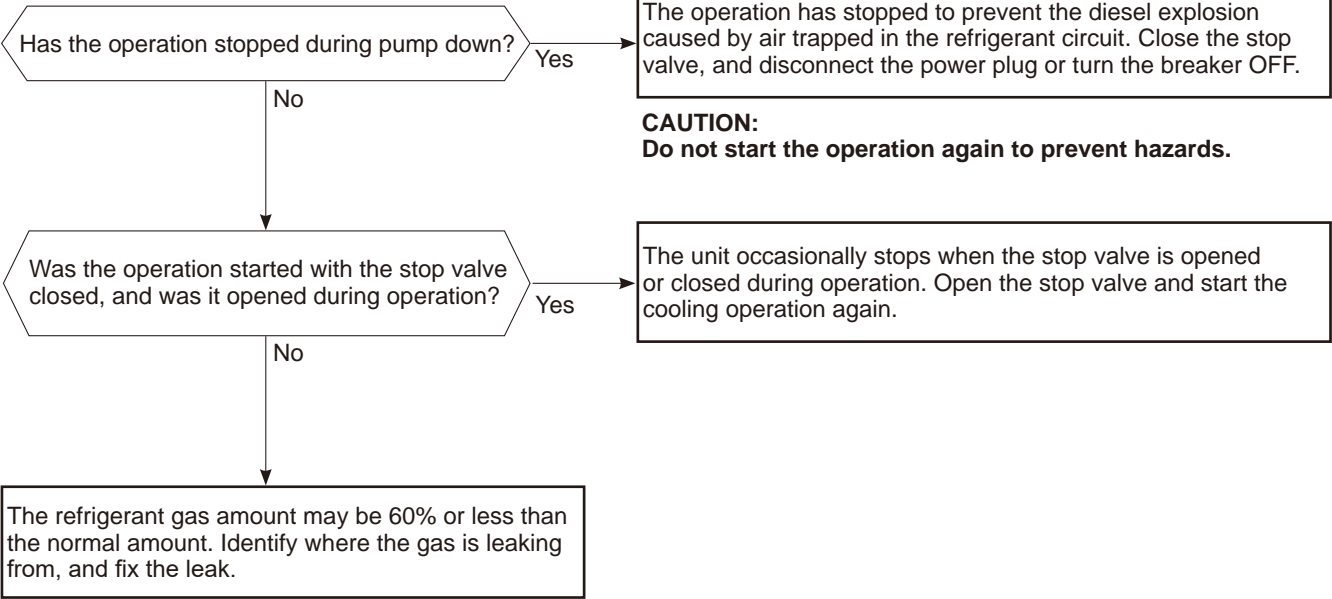 Has the operation stopped during pump down?
Yes
The operation has stopped to prevent the diesel explosion
caused by air trapped in the refrigerant circuit. Close the stop
valve, and disconnect the power plug or turn the breaker OFF.
No
CAUTION:
Do not start the operation again to prevent hazards.
Was the operation started with the stop valve
closed, and was it opened during operation?
Yes
The unit occasionally stops when the stop valve is opened
or closed during operation. Open the stop valve and start the
cooling operation again.
No
The refrigerant gas amount may be 60% or less than
the normal amount. Identify where the gas is leaking
from, and fix the leak.